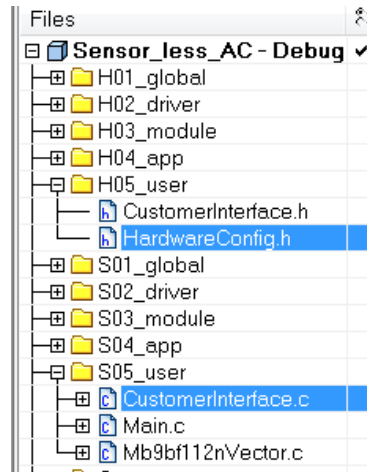 Files
Sensor_less_AC - Debug
H01_global
H02_driver
H03_module
H04_app
H05_user
CustomerInterface.h
HardwareConfig.h
S01_global
S02_driver
S03_module
S04_app
S05_user
CustomerInterface.c
Main.c
Mb9bf112nVector.c